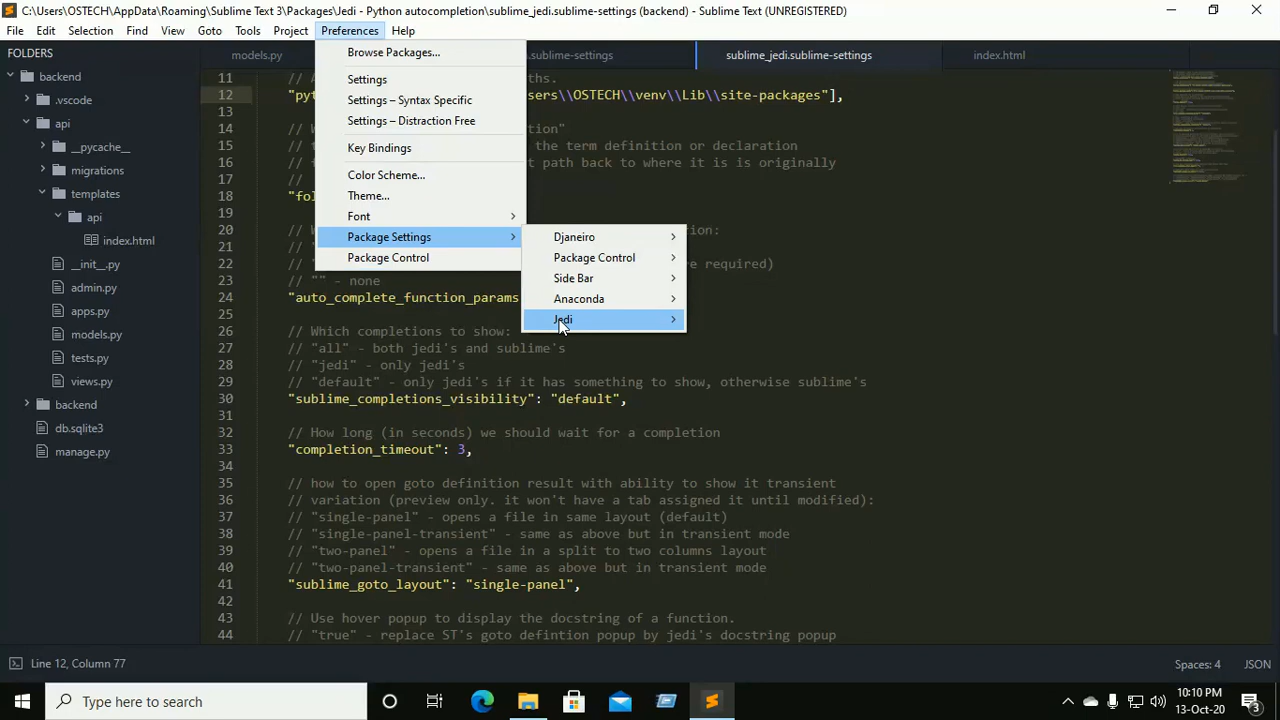 C:\Users\OSTECH\AppData\Roaming\Sublime Text 3\Packages\Jedi - Python autocompletion\sublime_jedi.sublime-settings (backend) - Sublime Text (UNREGISTERED)
File Edit Selection Find View Goto Tools Project Preferences Help
FOLDERS
backend
.vscode
api
__pycache__
migrations
templates
api
index.html
__init__.py
admin.py
apps.py
models.py
tests.py
views.py
backend
db.sqlite3
manage.py
models.py
.sublime-settings
sublime_jedi.sublime-settings
index.html
Browse Packages...
Settings
Settings – Syntax Specific
Settings – Distraction Free
Key Bindings
Color Scheme...
Theme...
Font
Package Settings
Package Control
Djaneiro
Package Control
Side Bar
Anaconda
Jedi
11 // A ths.
12 "pyt sers\\OSTECH\\venv\\Lib\\site-packages"],
13
14 // W tion"
15 // t the term definition or declaration
16 // f t path back to where it is is originally
17 //
18 "fol
19
20 // W ion:
21 //
22 // re required)
23 // "" - none
24 "auto_complete_function_params
25
26 // Which completions to show:
27 // "all" - both jedi's and sublime's
28 // "jedi" - only jedi's
29 // "default" - only jedi's if it has something to show, otherwise sublime's
30 "sublime_completions_visibility": "default",
31
32 // How long (in seconds) we should wait for a completion
33 "completion_timeout": 3,
34
35 // how to open goto definition result with ability to show it transient
36 // variation (preview only. it won't have a tab assigned it until modified):
37 // "single-panel" - opens a file in same layout (default)
38 // "single-panel-transient" - same as above but in transient mode
39 // "two-panel" - opens a file in a split to two columns layout
40 // "two-panel-transient" - same as above but in transient mode
41 "sublime_goto_layout": "single-panel",
42
43 // Use hover popup to display the docstring of a function.
44 // "true" - replace ST's goto defintion popup by jedi's docstring popup
Line 12, Column 77
Spaces: 4
JSON
Type here to search
10:10 PM
13-Oct-20
3